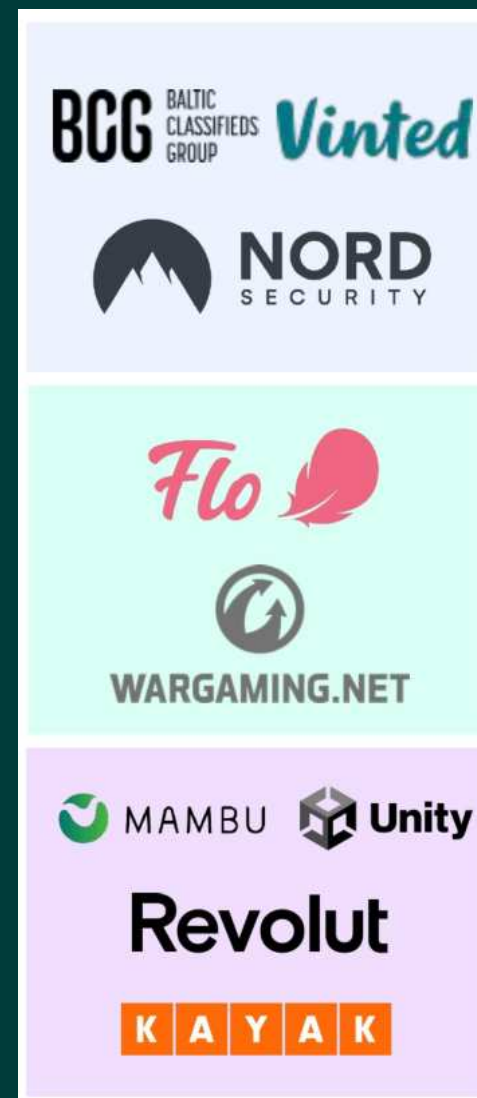 BCG BALTIC
CLASSIFIEDS
GROUP
Vinted
NORD
SECURITY
Flo
WARGAMING.NET
MAMBU
Unity
Revolut
KAYAK